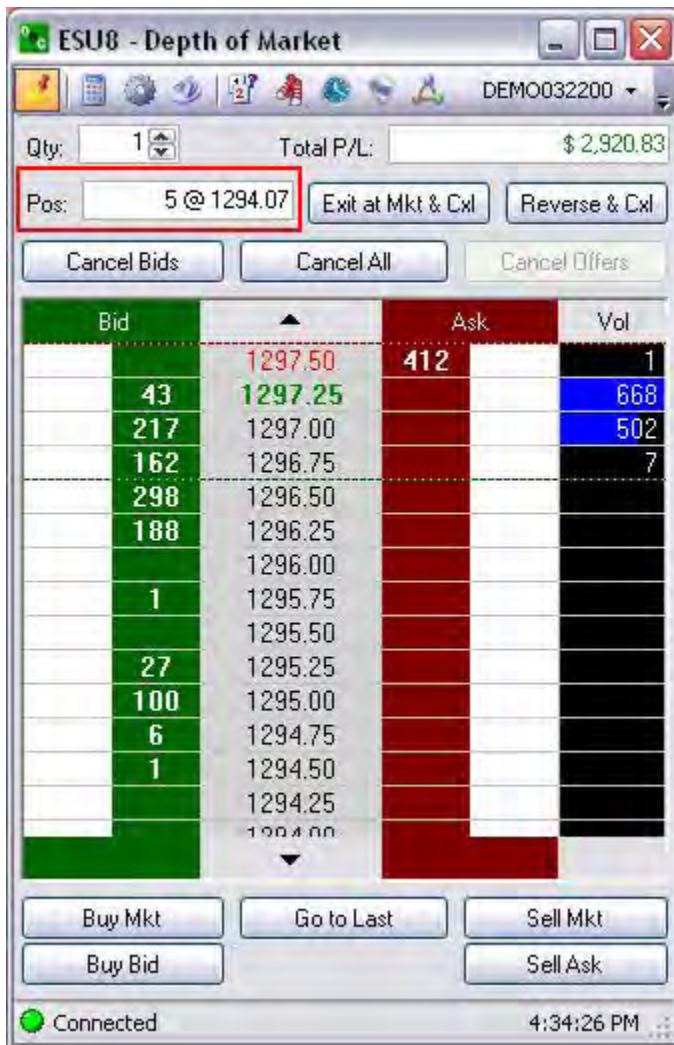 ESU8 - Depth of Market
DEMO032200
Qty: 1 Total P/L: $ 2,920.83
Pos: 5 @ 1294.07 Exit at Mkt & Cxl Reverse & Cxl
Cancel Bids Cancel All Cancel Offers
Bid Ask Vol
1297.50 412 1
43 1297.25 668
217 1297.00 502
162 1296.75 7
298 1296.50
188 1296.25
1296.00
1 1295.75
1295.50
27 1295.25
100 1295.00
6 1294.75
1 1294.50
1294.25
1294.00
Buy Mkt Go to Last Sell Mkt
Buy Bid Sell Ask
Connected 4:34:26 PM